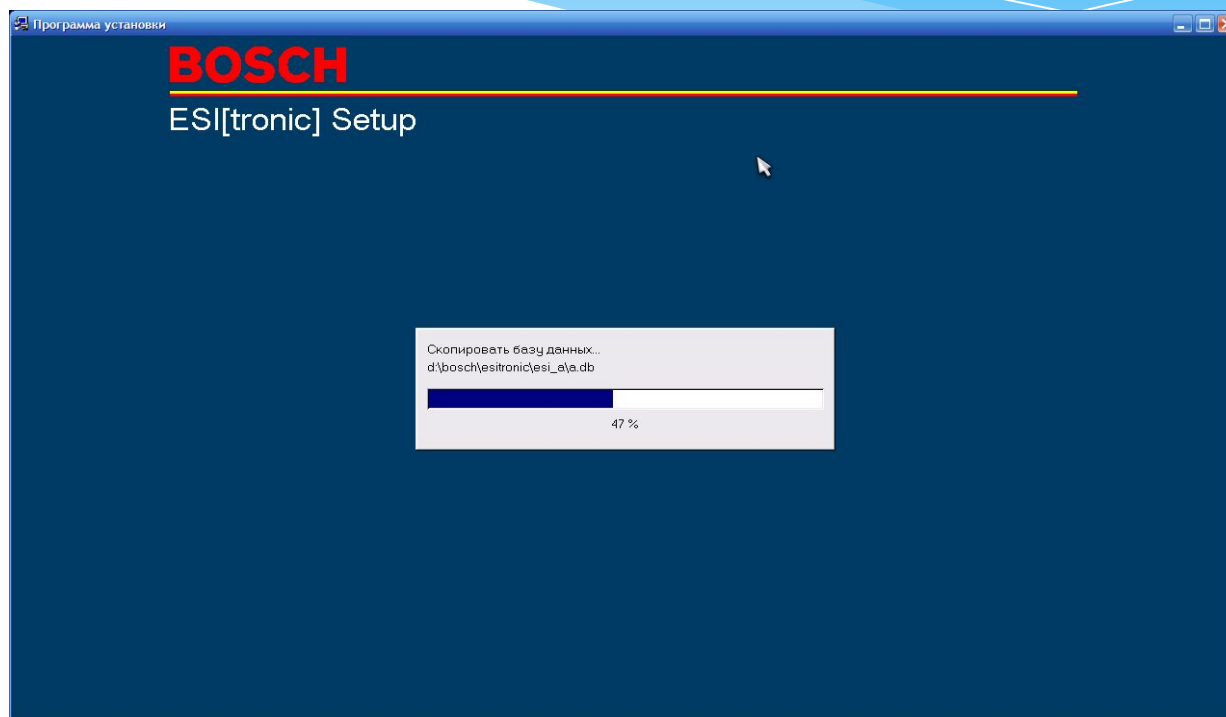 Программа установки
BOSCH
ESI[tronic] Setup
Скопировать базу данных...
d:\bosch\esitronic\esi_a\a.db
47 %